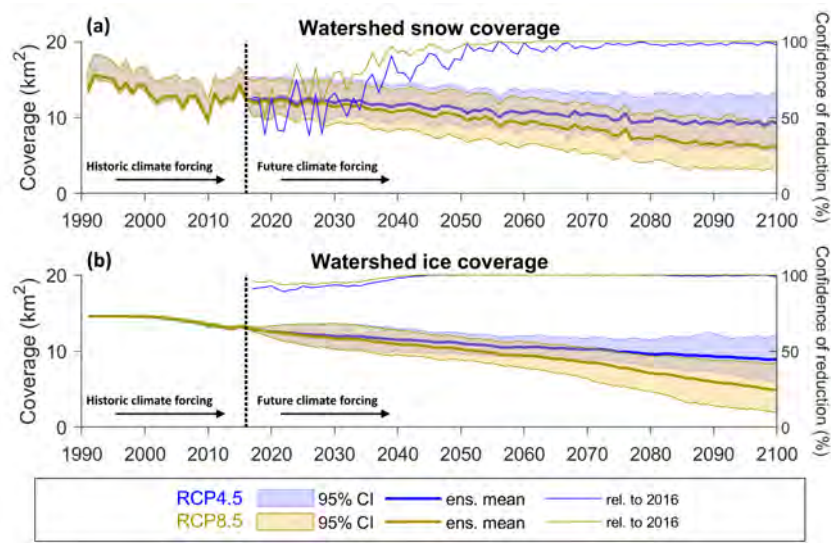 (a) Watershed snow coverage
Coverage (km2)
20
10
0
100
50
0
Confidence of reduction (%)
Historic climate forcing
Future climate forcing
1990 2000 2010 2020 2030 2040 2050 2060 2070 2080 2090 2100
(b) Watershed ice coverage
Coverage (km2)
20
10
0
100
50
0
Confidence of reduction (%)
Historic climate forcing
Future climate forcing
1990 2000 2010 2020 2030 2040 2050 2060 2070 2080 2090 2100
RCP4.5 95% CI ens. mean rel. to 2016
RCP8.5 95% CI ens. mean rel. to 2016